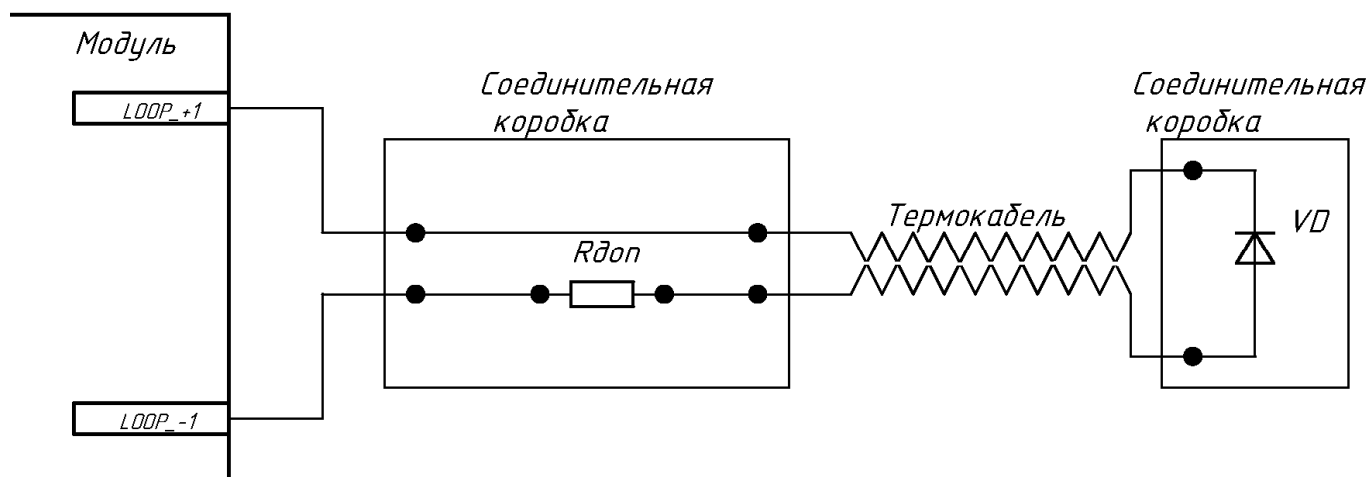 Модуль
LOOP_+1
Соединительная
коробка
Соединительная
коробка
Термокабель
VD
Rдоп
LOOP_-1